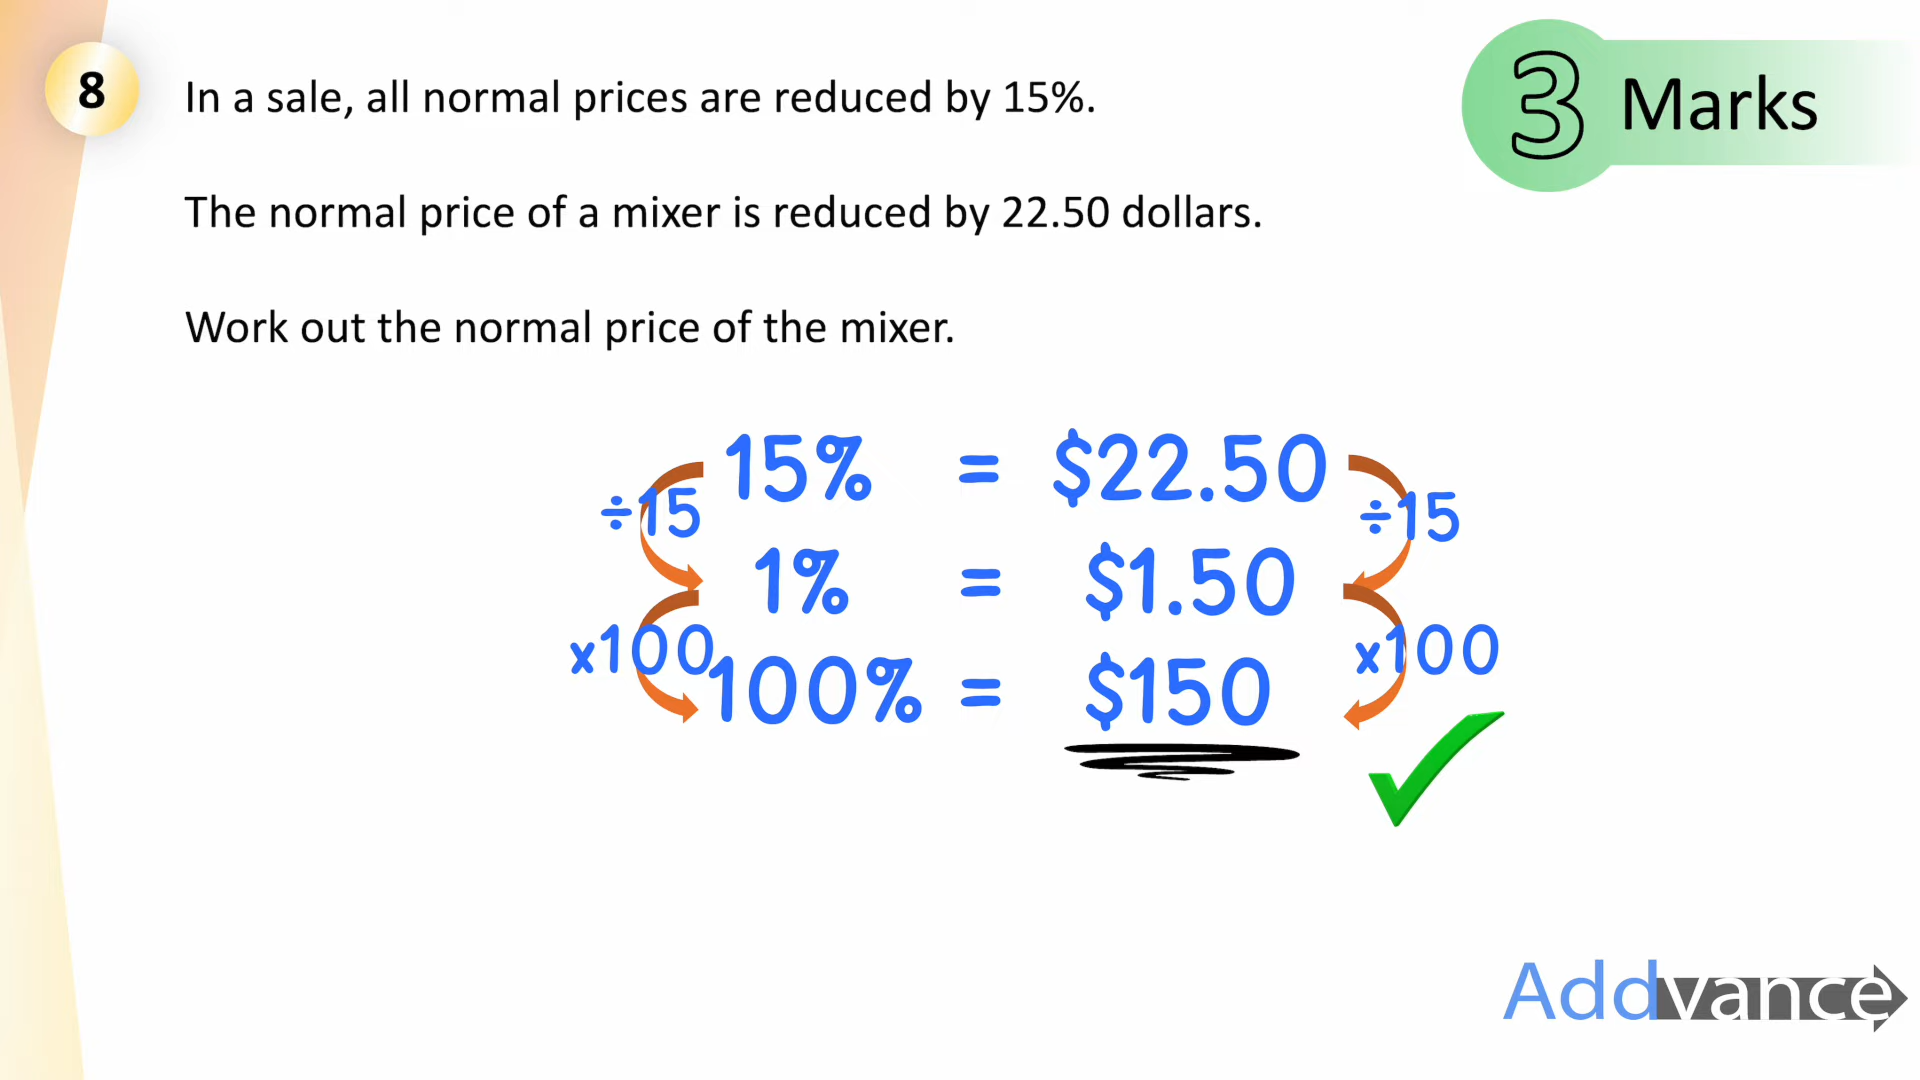 8
In a sale, all normal prices are reduced by 15%.
3 Marks
The normal price of a mixer is reduced by 22.50 dollars.
Work out the normal price of the mixer.
15% = $22.50
÷15 ÷15
1% = $1.50
x100 x100
100% = $150
Addvance